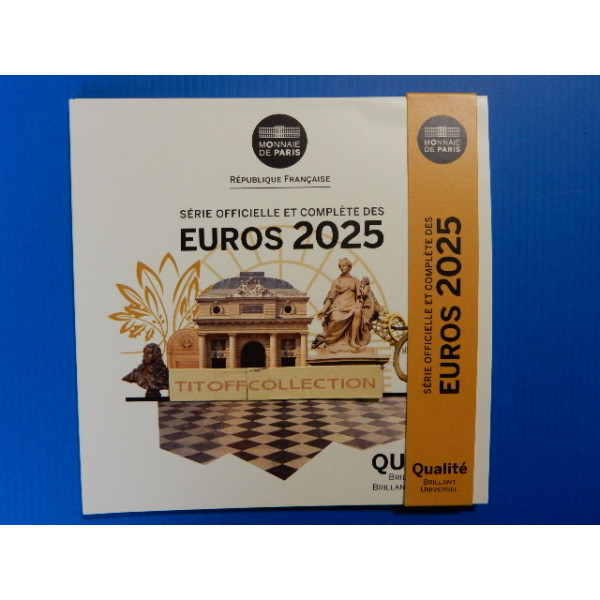 MONNAIE
DE PARIS
RÉPUBLIQUE FRANÇAISE
SÉRIE OFFICIELLE ET COMPLÈTE DES
EUROS 2025
TITOFFCOLLECTION
MONNAIE
DE PARIS
SÉRIE OFFICIELLE ET COMPLÈTE DES
EUROS 2025
Qualité
BRILLANT
UNIVERSEL